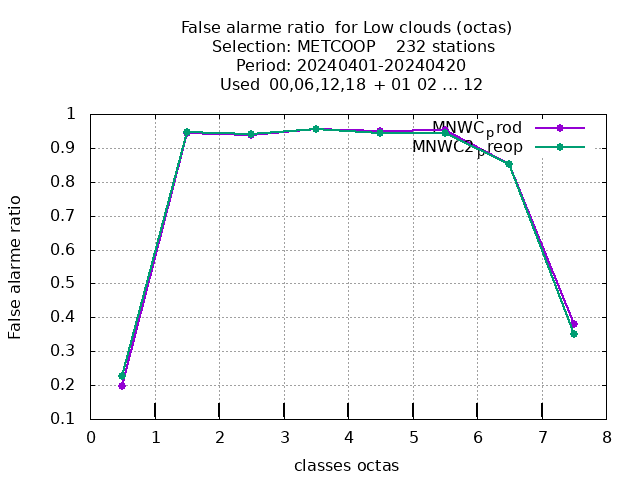 False alarme ratio  for Low clouds (octas)
Selection: METCOOP    232 stations
Period: 20240401-20240420
Used  00,06,12,18  + 01 02 ... 12
MNWC_prod
MNWC2_preop
1
0.9
0.8
0.7
0.6
0.5
0.4
0.3
0.2
0.1
False alarme ratio
0 1 2 3 4 5 6 7 8
classes octas